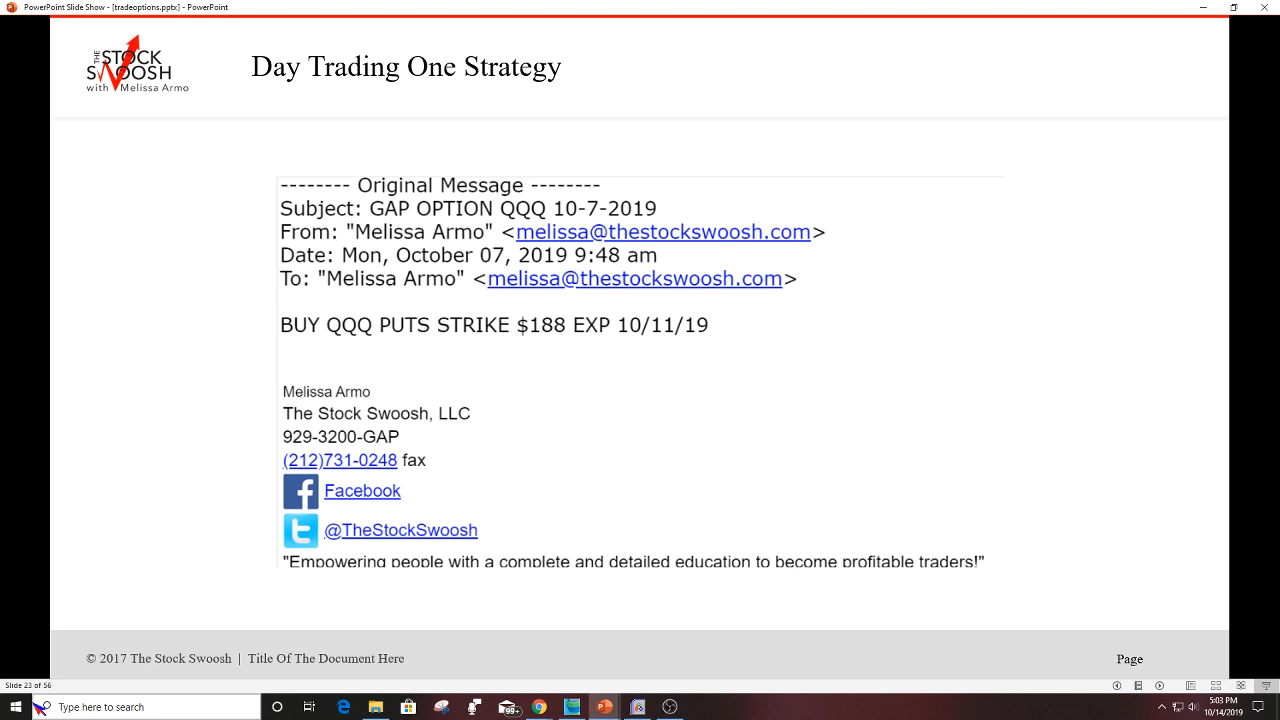 PowerPoint Slide Show - [tradeoptions.pptx] - PowerPoint
THE STOCK SWOOSH
with Melissa Armo
Day Trading One Strategy
-------- Original Message --------
Subject: GAP OPTION QQQ 10-7-2019
From: "Melissa Armo" <melissa@thestockswoosh.com>
Date: Mon, October 07, 2019 9:48 am
To: "Melissa Armo" <melissa@thestockswoosh.com>
BUY QQQ PUTS STRIKE $188 EXP 10/11/19
Melissa Armo
The Stock Swoosh, LLC
929-3200-GAP
(212)731-0248 fax
Facebook
@TheStockSwoosh
"Empowering people with a complete and detailed education to become profitable traders!"
© 2017 The Stock Swoosh | Title Of The Document Here
Page
Slide 23 of 56
Type here to search
99+
5:03 PM
10/14/2019